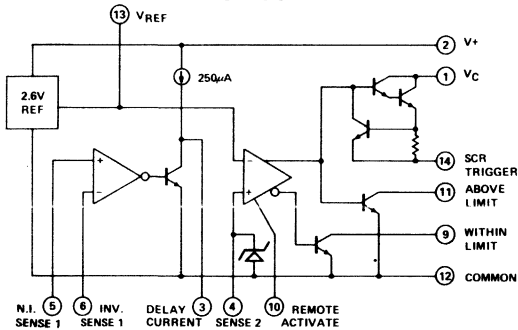 13 VREF
2 V+
250μA
1 VC
2.6V
REF
14 SCR
TRIGGER
11 ABOVE
LIMIT
9 WITHIN
LIMIT
12 COMMON
+
−
−
+
N.I. 5
SENSE 1
6 INV.
SENSE 1
DELAY 3
CURRENT
4
SENSE 2
10 REMOTE
ACTIVATE